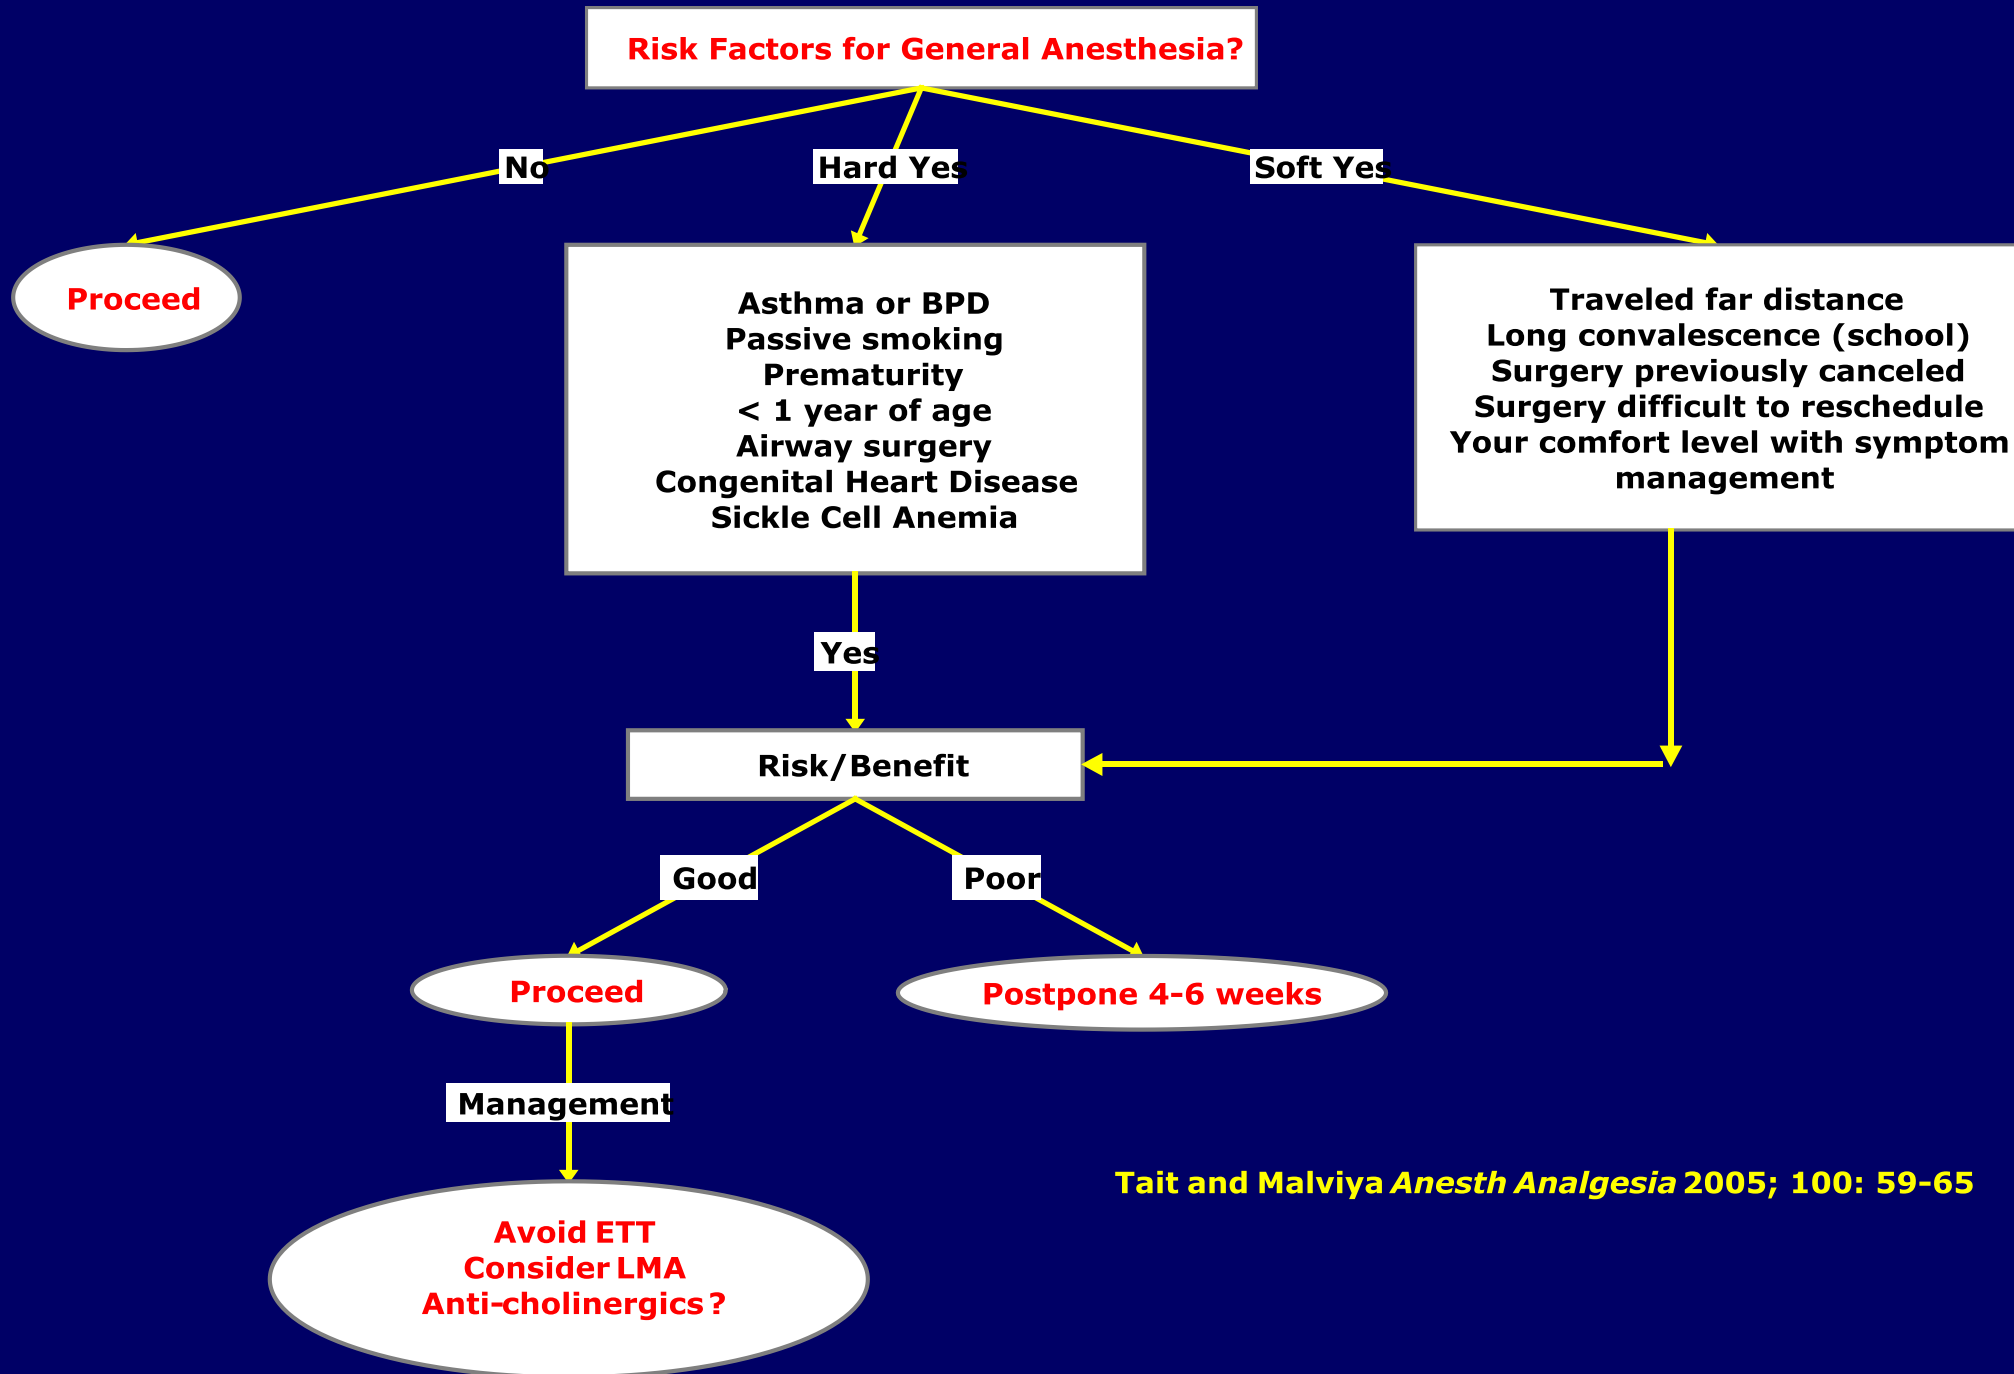 Risk Factors for General Anesthesia?
No
Hard Yes
Soft Yes
Proceed
Asthma or BPD
Passive smoking
Prematurity
< 1 year of age
Airway surgery
Congenital Heart Disease
Sickle Cell Anemia
Traveled far distance
Long convalescence (school)
Surgery previously canceled
Surgery difficult to reschedule
Your comfort level with symptom
management
Yes
Risk/Benefit
Good
Poor
Proceed
Postpone 4-6 weeks
Management
Avoid ETT
Consider LMA
Anti-cholinergics?
Tait and Malviya Anesth Analgesia 2005; 100: 59-65